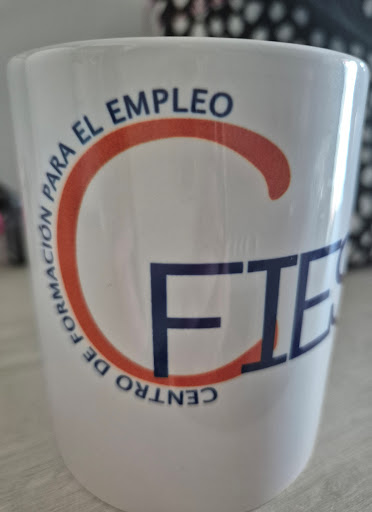 CENTRO DE FORMACIÓN PARA EL EMPLEO
C
FIES